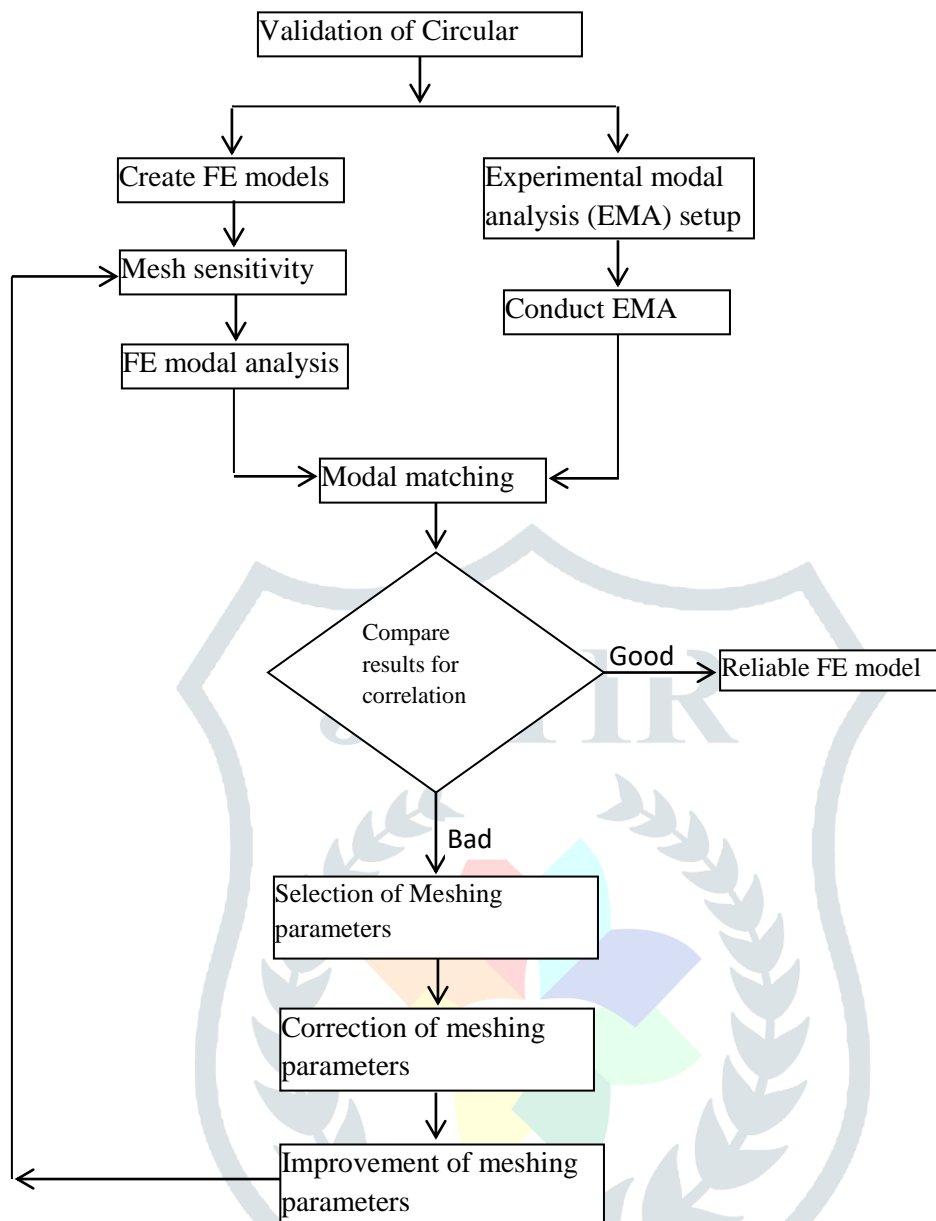 Validation of Circular
Create FE models
Experimental modal
analysis (EMA) setup
Mesh sensitivity
Conduct EMA
FE modal analysis
Modal matching
Compare
results for
correlation
Good
Reliable FE model
Bad
Selection of Meshing
parameters
Correction of meshing
parameters
Improvement of meshing
parameters